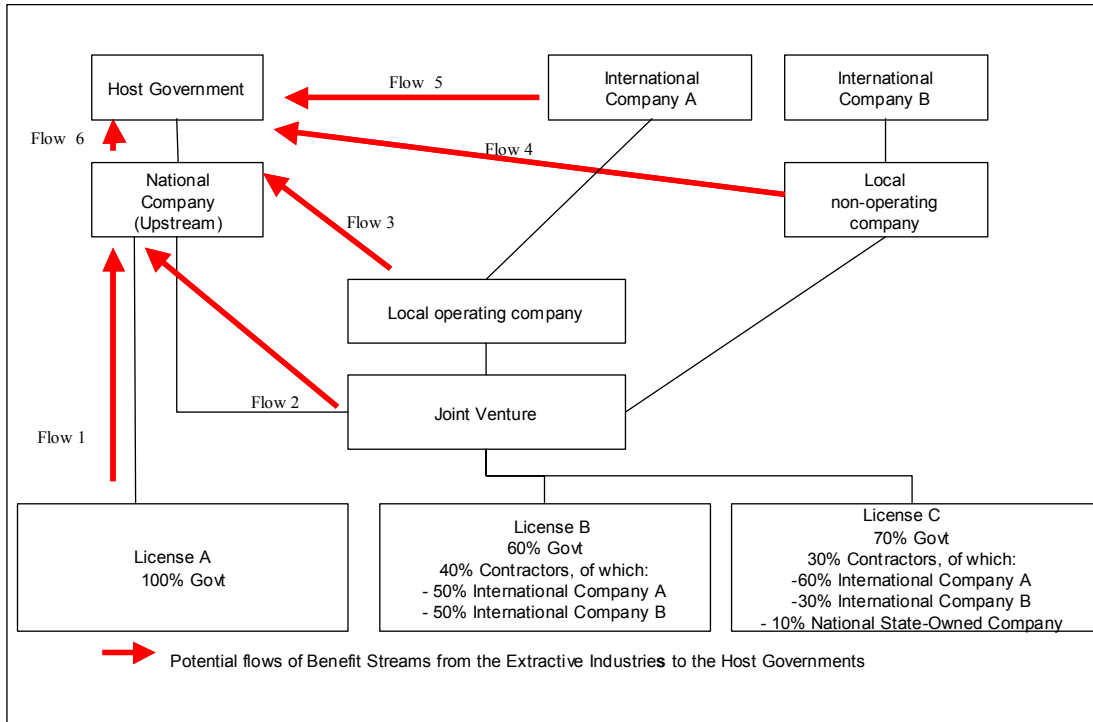 Host Government
Flow 5
International
Company A
International
Company B
Flow 6
Flow 4
National
Company
(Upstream)
Local
non-operating
company
Flow 3
Local operating company
Flow 2
Joint Venture
Flow 1
License A
100% Govt
License B
60% Govt
40% Contractors, of which:
- 50% International Company A
- 50% International Company B
License C
70% Govt
30% Contractors, of which:
-60% International Company A
-30% International Company B
- 10% National State-Owned Company
Potential flows of Benefit Streams from the Extractive Industries to the Host Governments